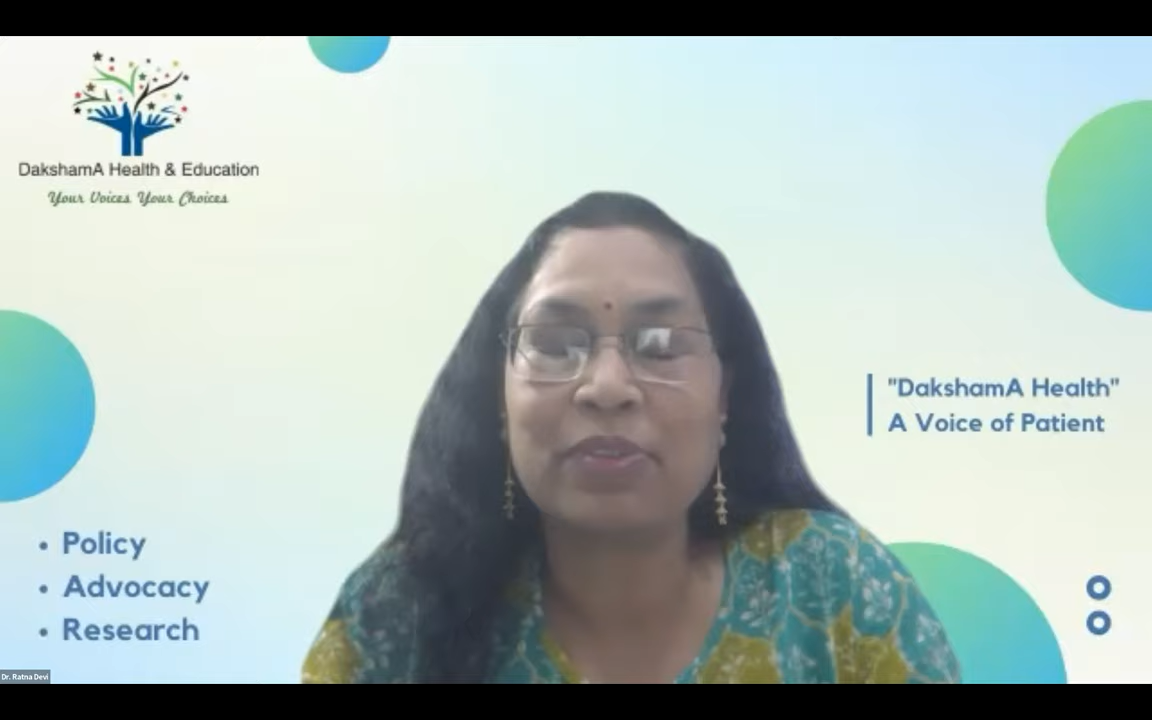 DakshamA Health & Education
Your Voices Your Choices
"DakshamA Health"
A Voice of Patient
• Policy
• Advocacy
• Research
Dr. Ratna Devi